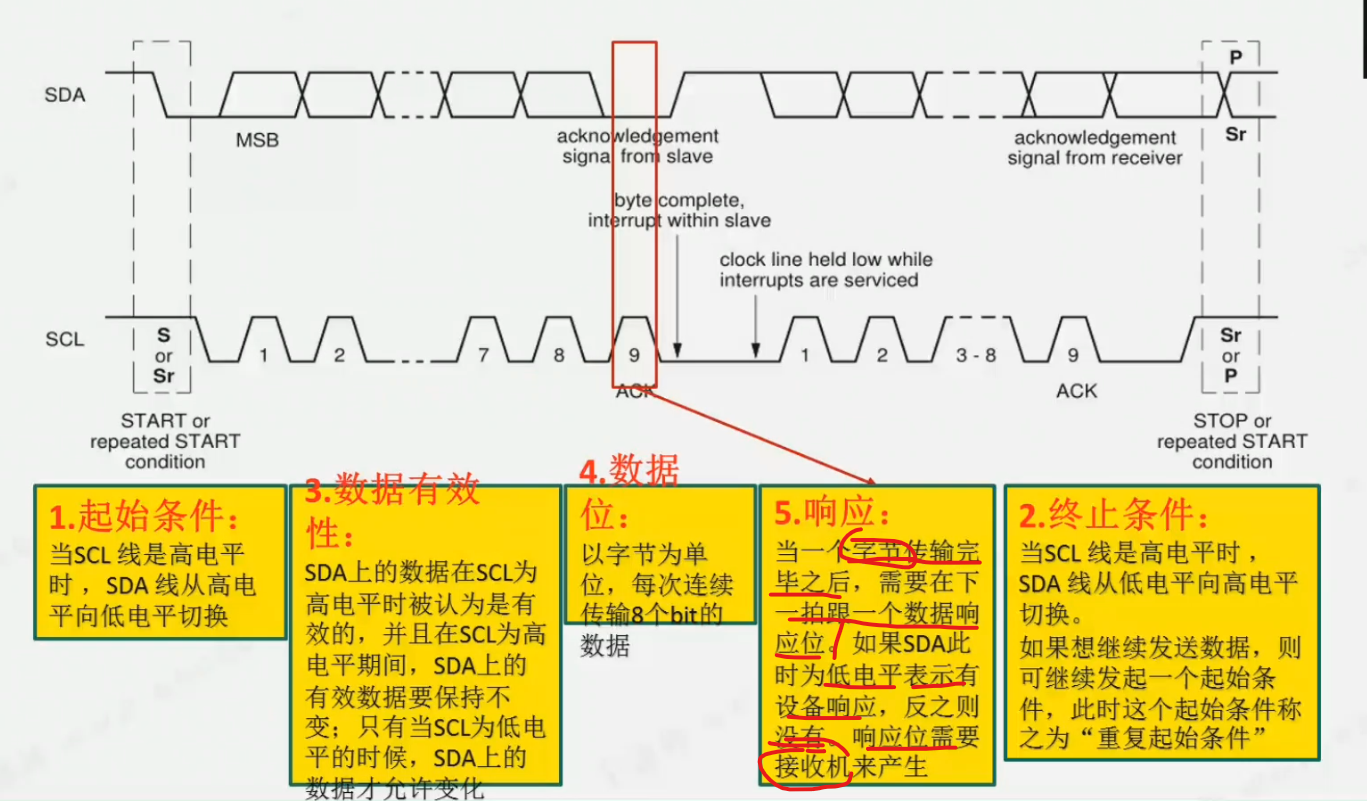 SDA
MSB
acknowledgement
signal from slave
acknowledgement
signal from receiver
P
Sr
byte complete,
interrupt within slave
clock line held low while
interrupts are serviced
SCL
S
or
Sr
1
2
7
8
9
1
2
3 - 8
9
Sr
or
P
ACK
ACK
START or
repeated START
condition
STOP or
repeated START
condition
1.起始条件：
当SCL 线是高电平
时，SDA 线从高电
平向低电平切换
3.数据有效
性：
SDA上的数据在SCL为
高电平时被认为是有
效的，并且在SCL为高
电平期间，SDA上的
有效数据要保持不
变；只有当SCL为低电
平的时候，SDA上的
数据才允许变化
4.数据
位：
以字节为单
位，每次连续
传输8个bit的
数据
5.响应：
当一个字节传输完
毕之后，需要在下
一拍跟一个数据响
应位。如果SDA此
时为低电平表示有
设备响应，反之则
没有。响应位需要
接收机来产生
2.终止条件：
当SCL 线是高电平时，
SDA 线从低电平向高电平
切换。
如果想继续发送数据，则
可继续发起一个起始条
件，此时这个起始条件称
之为“重复起始条件”